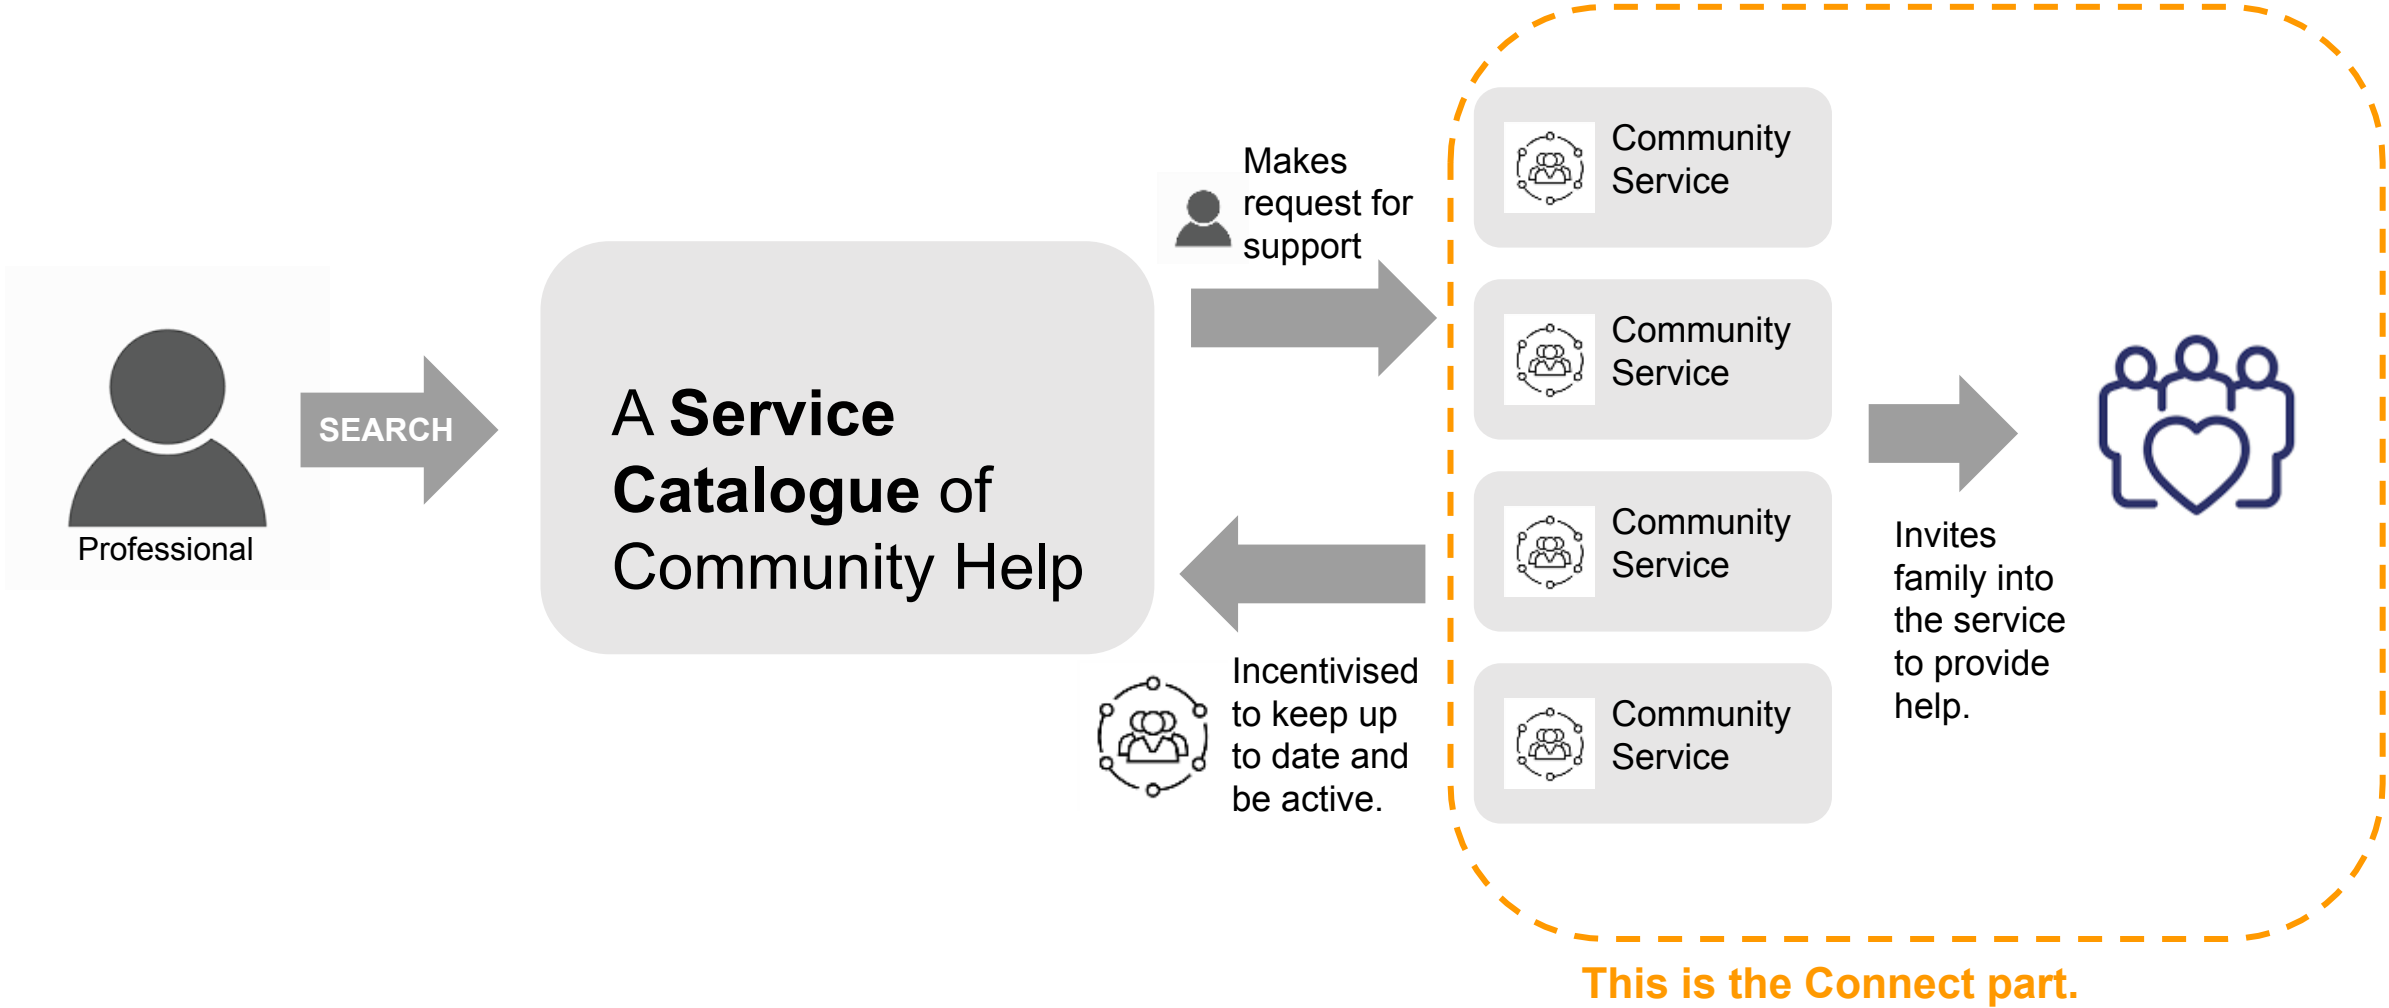 Professional
SEARCH
A Service
Catalogue of
Community Help
Makes
request for
support
Incentivised
to keep up
to date and
be active.
Community
Service
Community
Service
Community
Service
Community
Service
Invites
family into
the service
to provide
help.
This is the Connect part.